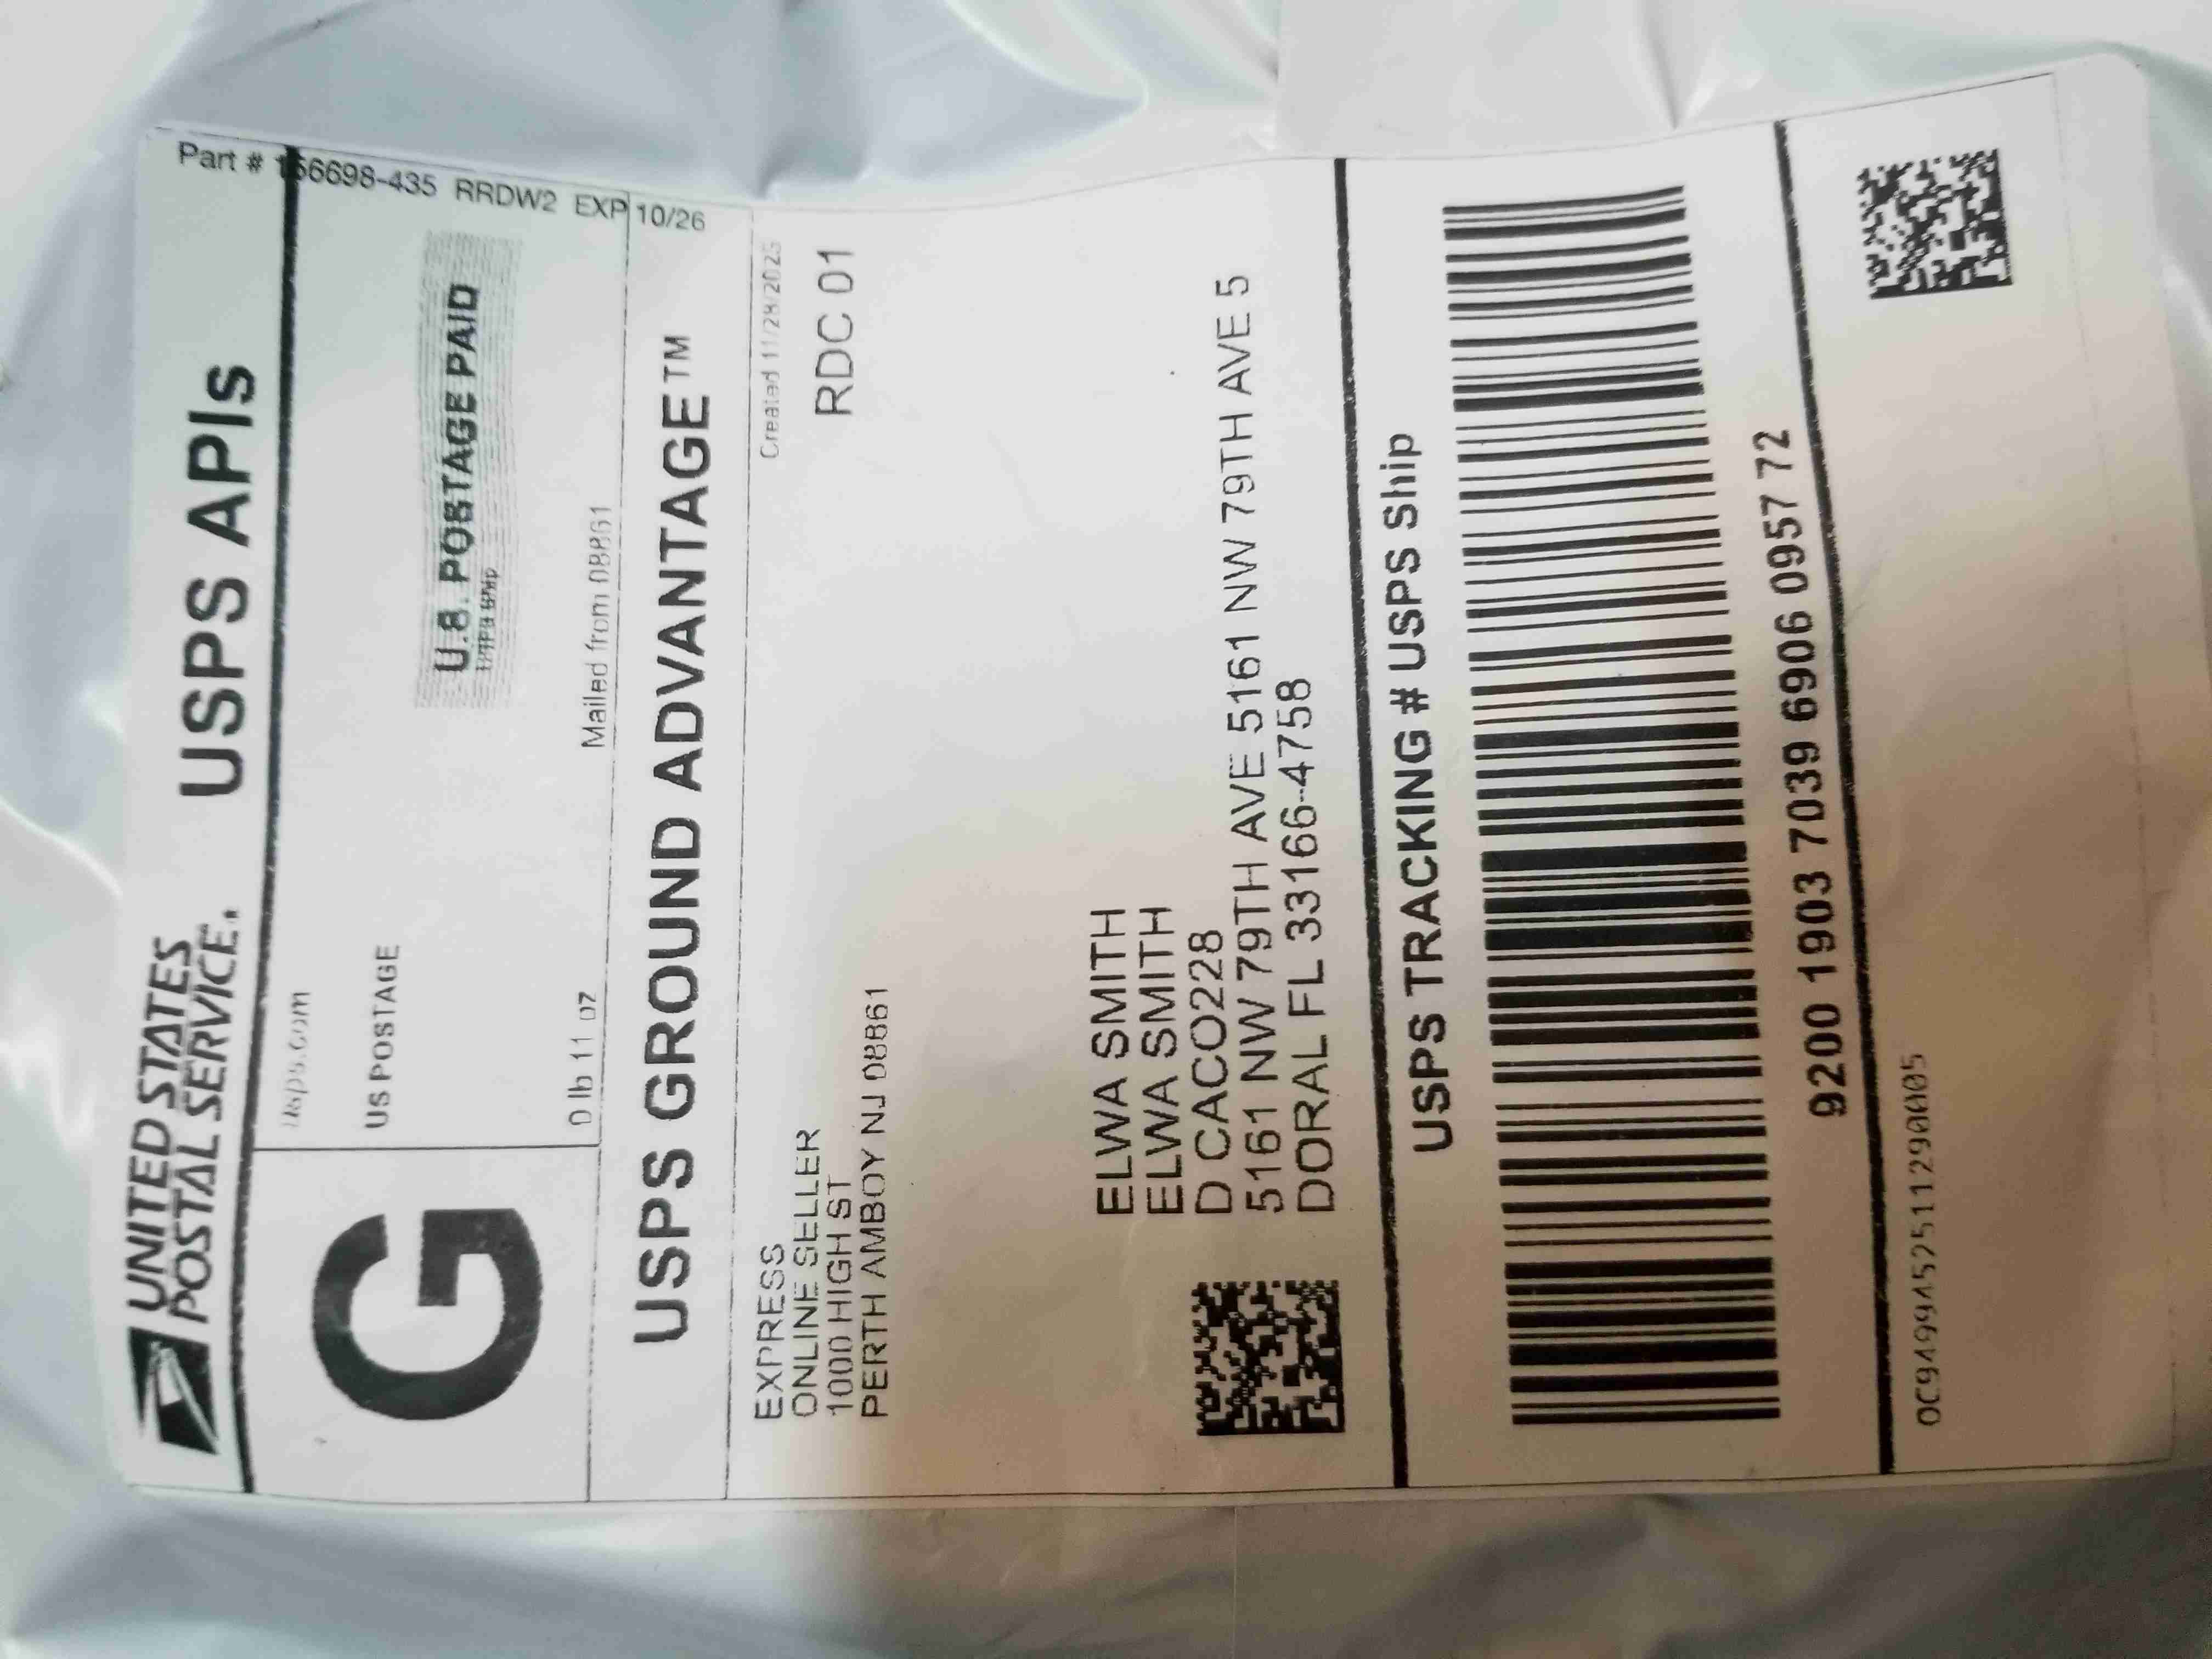 Part # 156698-435 RRDW2 EXP 10/26
UNITED STATES
POSTAL SERVICE.
USPS APIs
usps.com
US POSTAGE
U.S. POSTAGE PAID
USPS Ship
G
0 lb 11 oz
Mailed from 08861
USPS GROUND ADVANTAGE™
Created 11/28/2025
EXPRESS
ONLINE SELLER
1000 HIGH ST
PERTH AMBOY NJ 08861
RDC 01
ELWA SMITH
ELWA SMITH
D CACO228
5161 NW 79TH AVE 5161 NW 79TH AVE 5
DORAL FL 33166-4758
USPS TRACKING # USPS Ship
9200 1903 7039 6906 0957 72
OC9499452511290005